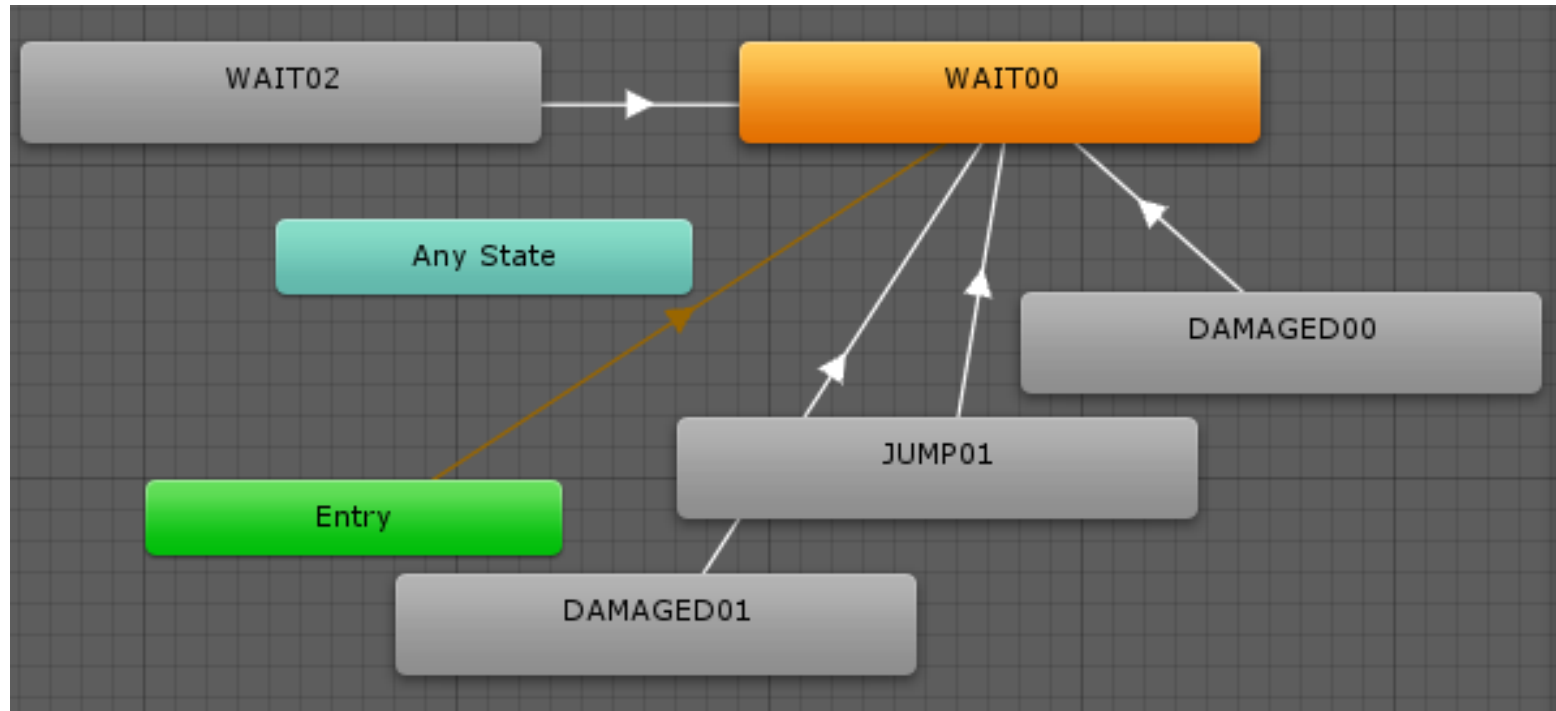 WAIT02
WAIT00
Any State
DAMAGED00
JUMP01
Entry
DAMAGED01